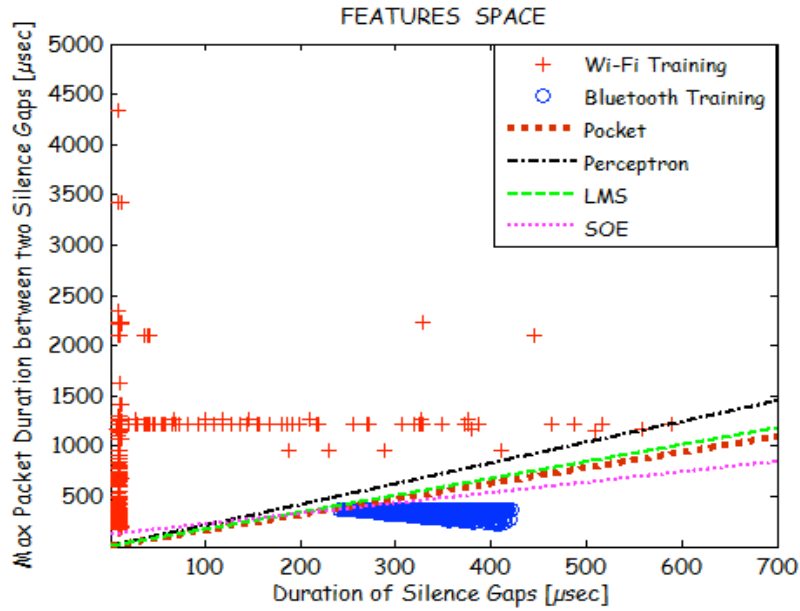 FEATURES SPACE
Max Packet Duration between two Silence Gaps [µsec]
5000
4500
4000
3500
3000
2500
2000
1500
1000
500
Wi-Fi Training
Bluetooth Training
Pocket
Perceptron
LMS
SOE
100 200 300 400 500 600 700
Duration of Silence Gaps [µsec]